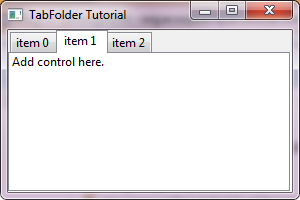 TabFolder Tutorial
item 0 item 1 item 2
Add control here.